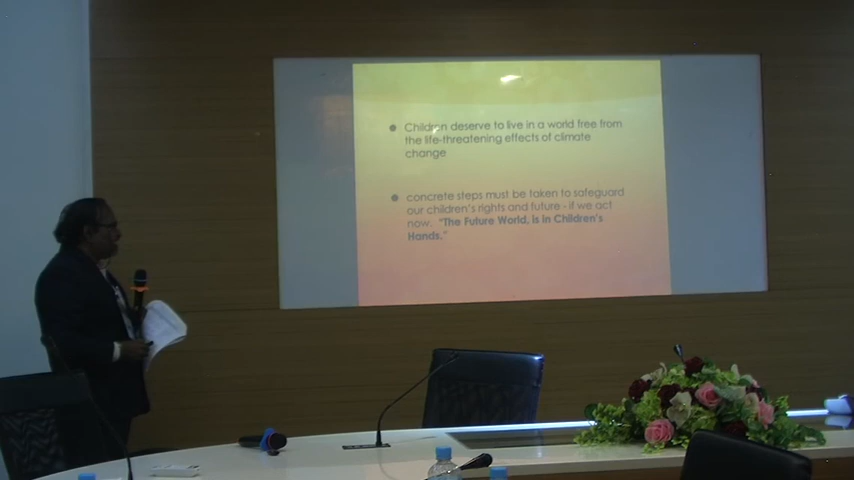 Children deserve to live in a world free from
the life-threatening effects of climate
change
concrete steps must be taken to safeguard
our children's rights and future - if we act
now. "The Future World, Is in Children's
Hands."